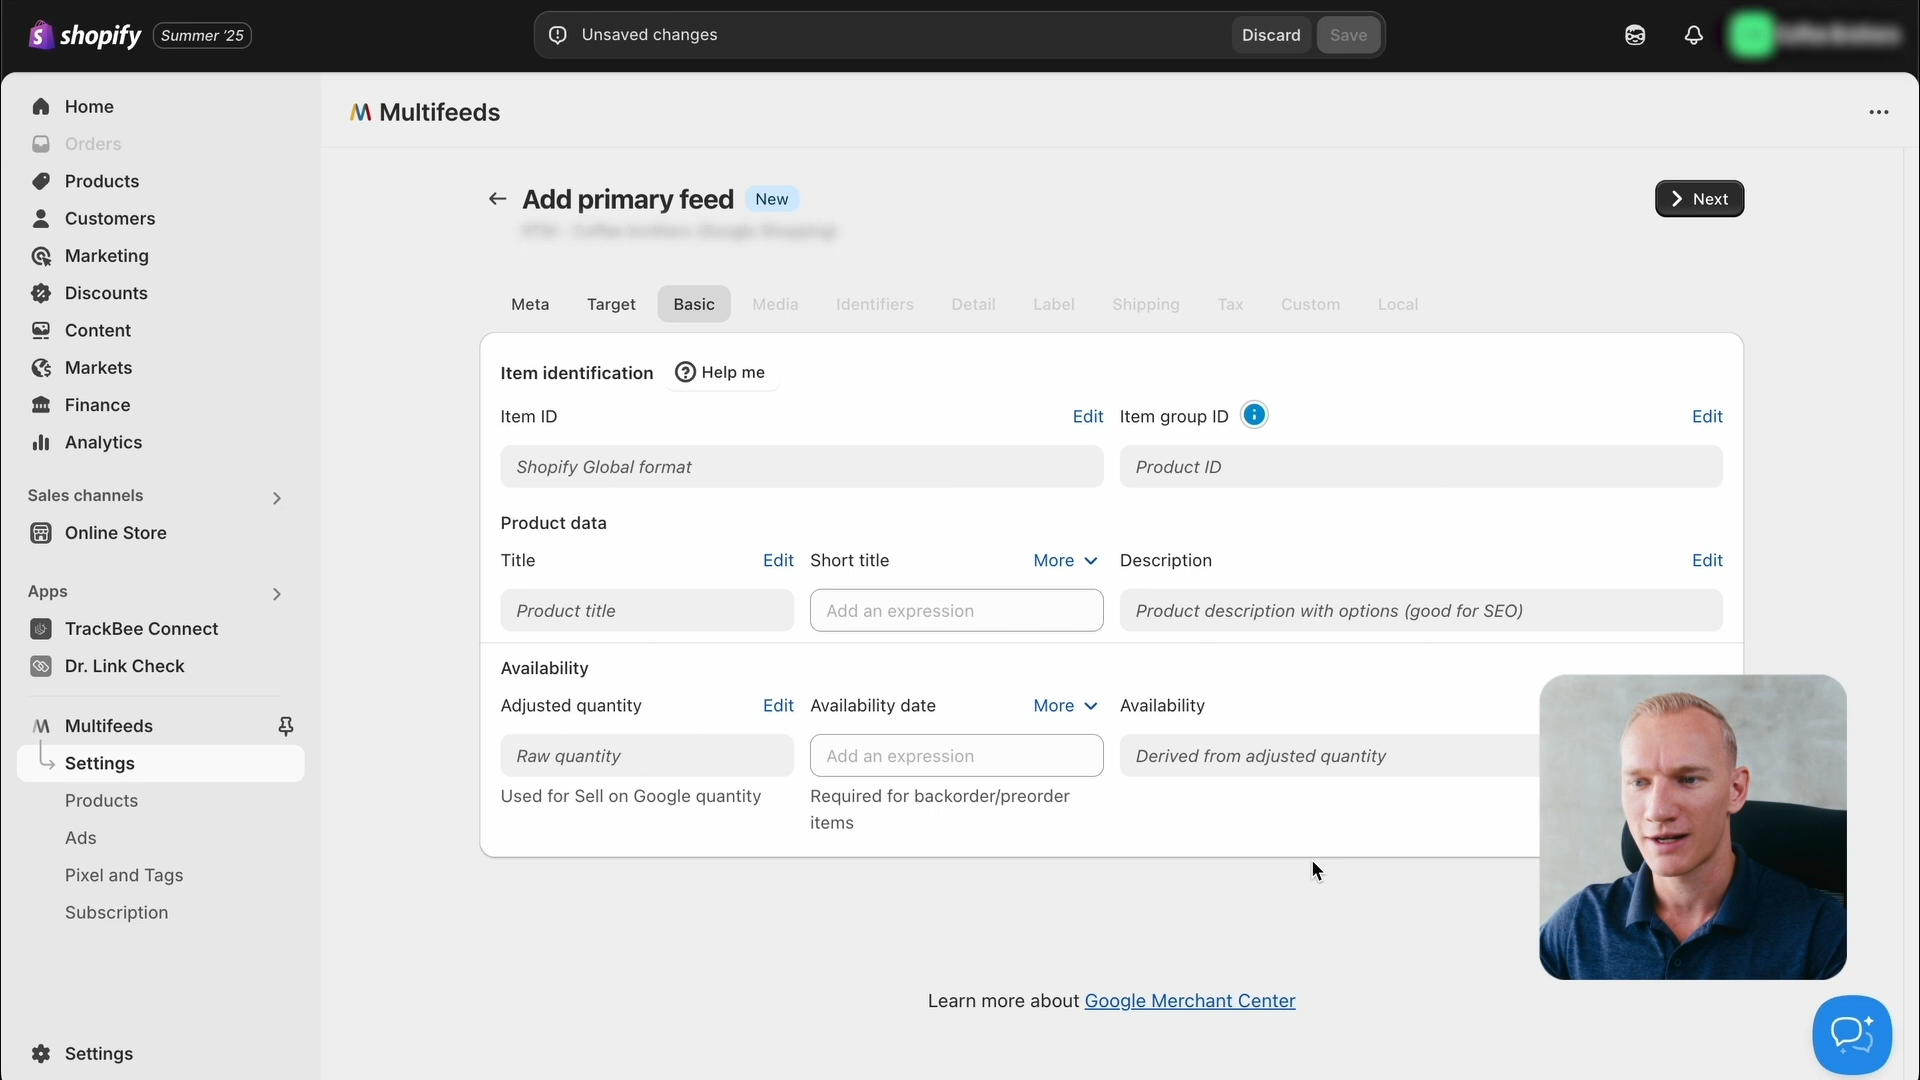 shopify Summer '25
Unsaved changes
Discard
Save
Home
Orders
Products
Customers
Marketing
Discounts
Content
Markets
Finance
Analytics
Sales channels
Online Store
Apps
TrackBee Connect
Dr. Link Check
Multifeeds
Settings
Products
Ads
Pixel and Tags
Subscription
Settings
Multifeeds
Add primary feed New
Next
Meta Target Basic Media Identifiers Detail Label Shipping Tax Custom Local
Item identification Help me
Item ID Edit Item group ID Edit
Shopify Global format Product ID
Product data
Title Edit Short title More Description Edit
Product title Add an expression Product description with options (good for SEO)
Availability
Adjusted quantity Edit Availability date More Availability
Raw quantity Add an expression Derived from adjusted quantity
Used for Sell on Google quantity Required for backorder/preorder
items
Learn more about Google Merchant Center